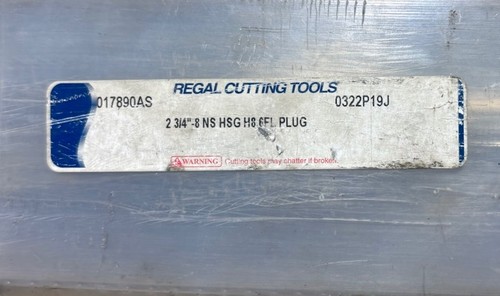 REGAL CUTTING TOOLS
017890AS 0322P19J
2 3/4"-8 NS HSG H8 6FL PLUG
WARNING Cutting tools may shatter if broken.